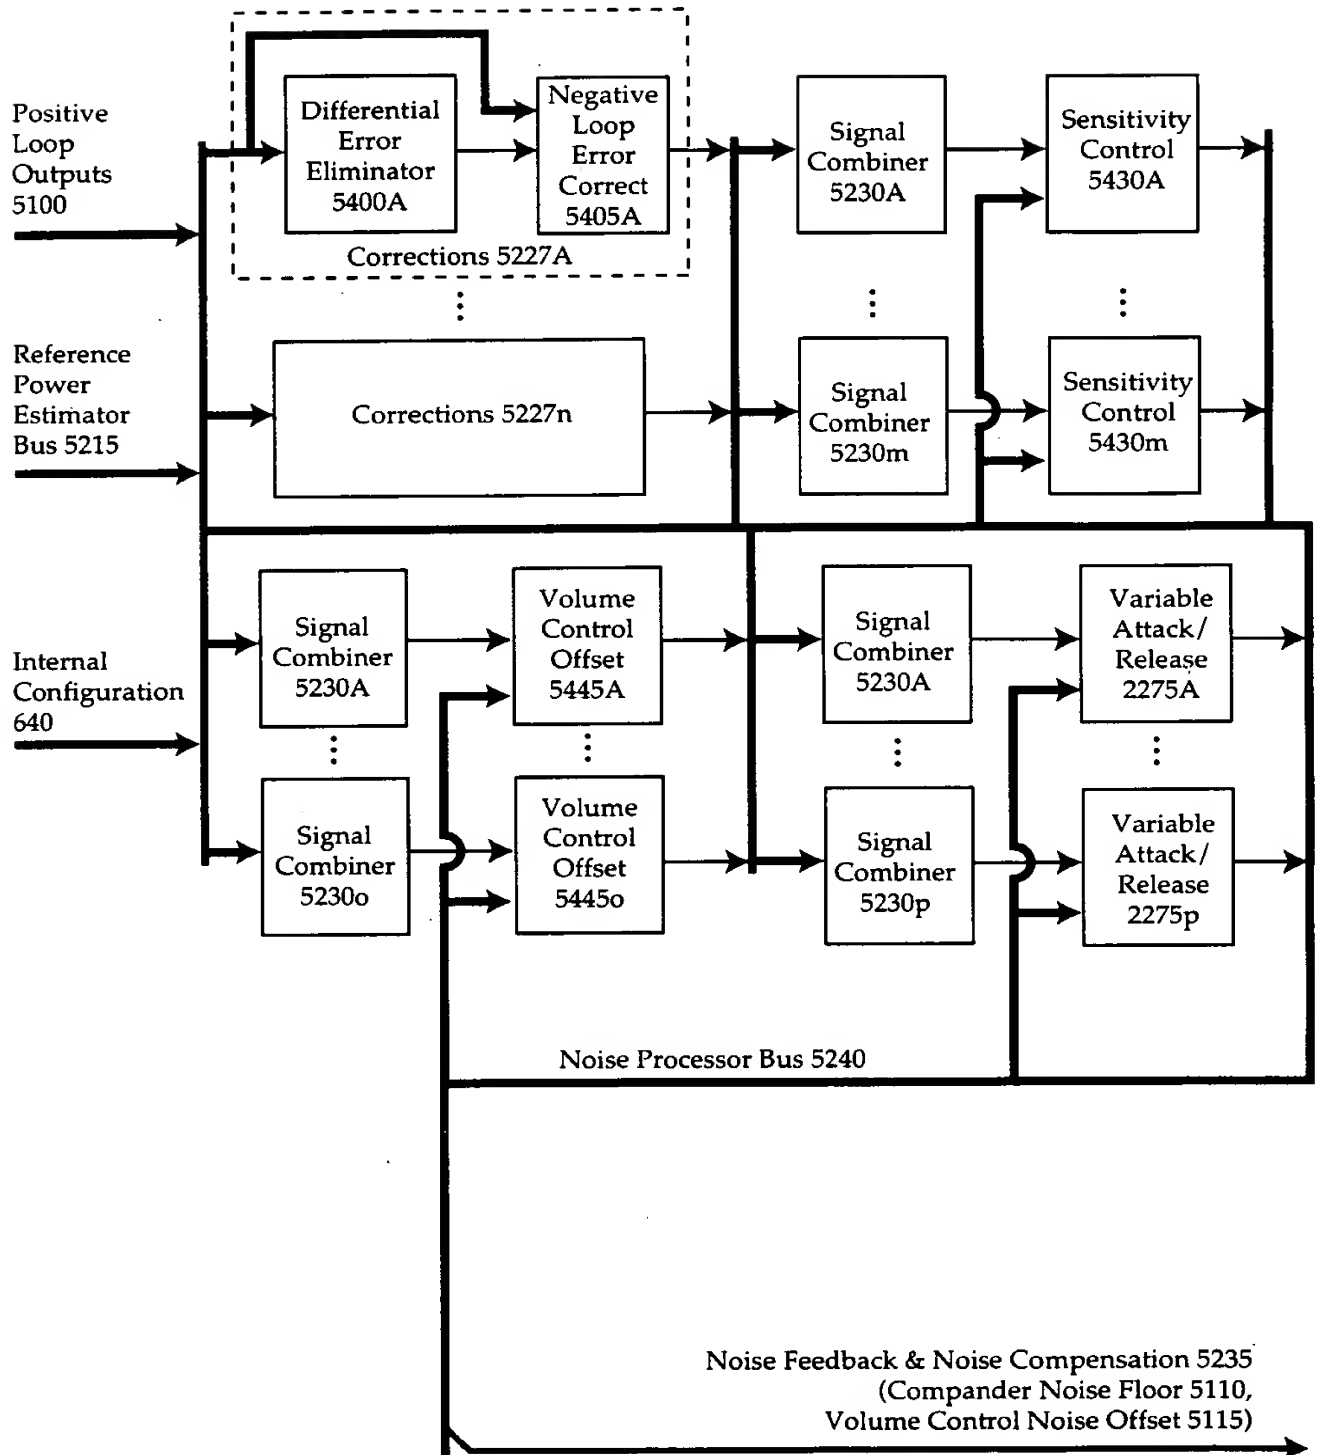 Positive
Loop
Outputs
5100
Differential
Error
Eliminator
5400A
Negative
Loop
Error
Correct
5405A
Corrections 5227A
Signal
Combiner
5230A
Sensitivity
Control
5430A
Reference
Power
Estimator
Bus 5215
Corrections 5227n
Signal
Combiner
5230m
Sensitivity
Control
5430m
Internal
Configuration
640
Signal
Combiner
5230A
Volume
Control
Offset
5445A
Signal
Combiner
5230A
Variable
Attack/
Release
2275A
Signal
Combiner
5230o
Volume
Control
Offset
5445o
Signal
Combiner
5230p
Variable
Attack/
Release
2275p
Noise Processor Bus 5240
Noise Feedback & Noise Compensation 5235
(Compander Noise Floor 5110,
Volume Control Noise Offset 5115)